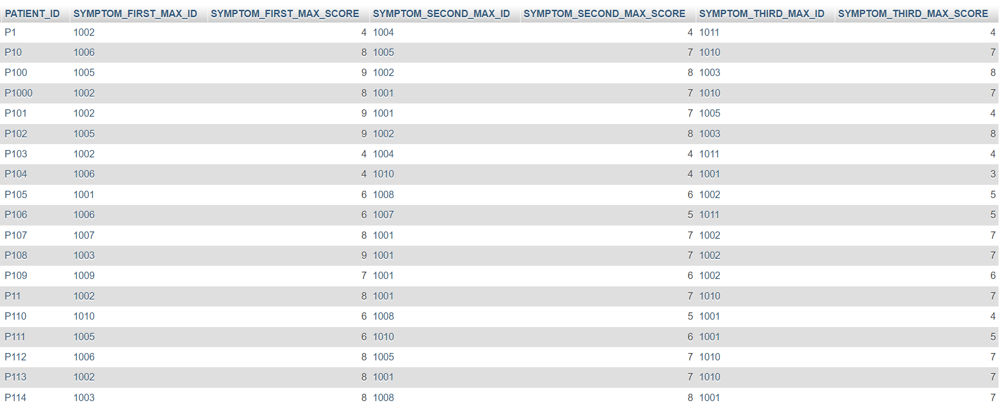 PATIENT_ID SYMPTOM_FIRST_MAX_ID SYMPTOM_FIRST_MAX_SCORE SYMPTOM_SECOND_MAX_ID SYMPTOM_SECOND_MAX_SCORE SYMPTOM_THIRD_MAX_ID SYMPTOM_THIRD_MAX_SCORE
P1 1002 4 1004 4 1011 4
P10 1006 8 1005 7 1010 7
P100 1005 9 1002 8 1003 8
P1000 1002 8 1001 7 1010 7
P101 1002 9 1001 7 1005 4
P102 1005 9 1002 8 1003 8
P103 1002 4 1004 4 1011 4
P104 1006 4 1010 4 1001 3
P105 1001 6 1008 6 1002 5
P106 1006 6 1007 5 1011 5
P107 1007 8 1001 7 1002 7
P108 1003 9 1001 7 1002 7
P109 1009 7 1001 6 1002 6
P11 1002 8 1001 7 1010 7
P110 1010 6 1008 5 1001 4
P111 1005 6 1010 6 1001 5
P112 1006 8 1005 7 1010 7
P113 1002 8 1001 7 1010 7
P114 1003 8 1008 8 1001 7